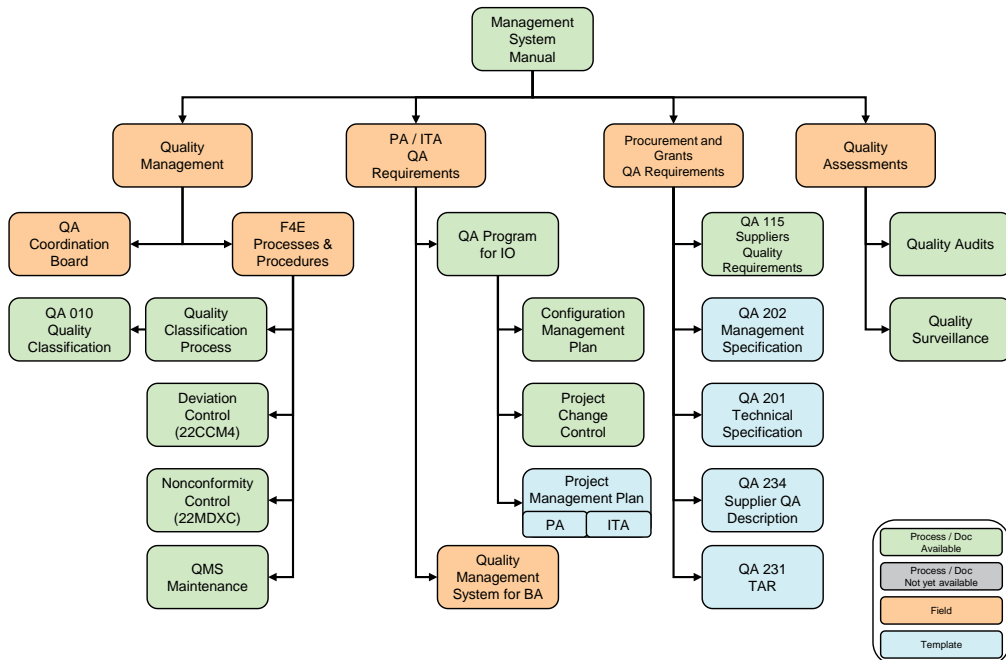 Management
System
Manual
Quality
Management
PA / ITA
QA
Requirements
Procurement and
Grants
QA Requirements
Quality
Assessments
QA
Coordination
Board
F4E
Processes &
Procedures
QA Program
for IO
QA 115
Suppliers
Quality
Requirements
Quality Audits
QA 010
Quality
Classification
Quality
Classification
Process
Configuration
Management
Plan
QA 202
Management
Specification
Quality
Surveillance
Deviation
Control
(22CCM4)
Project
Change
Control
QA 201
Technical
Specification
Nonconformity
Control
(22MDXC)
Project
Management Plan
PA
ITA
QA 234
Supplier QA
Description
QMS
Maintenance
Quality
Management
System for BA
QA 231
TAR
Process / Doc
Available
Process / Doc
Not yet available
Field
Template